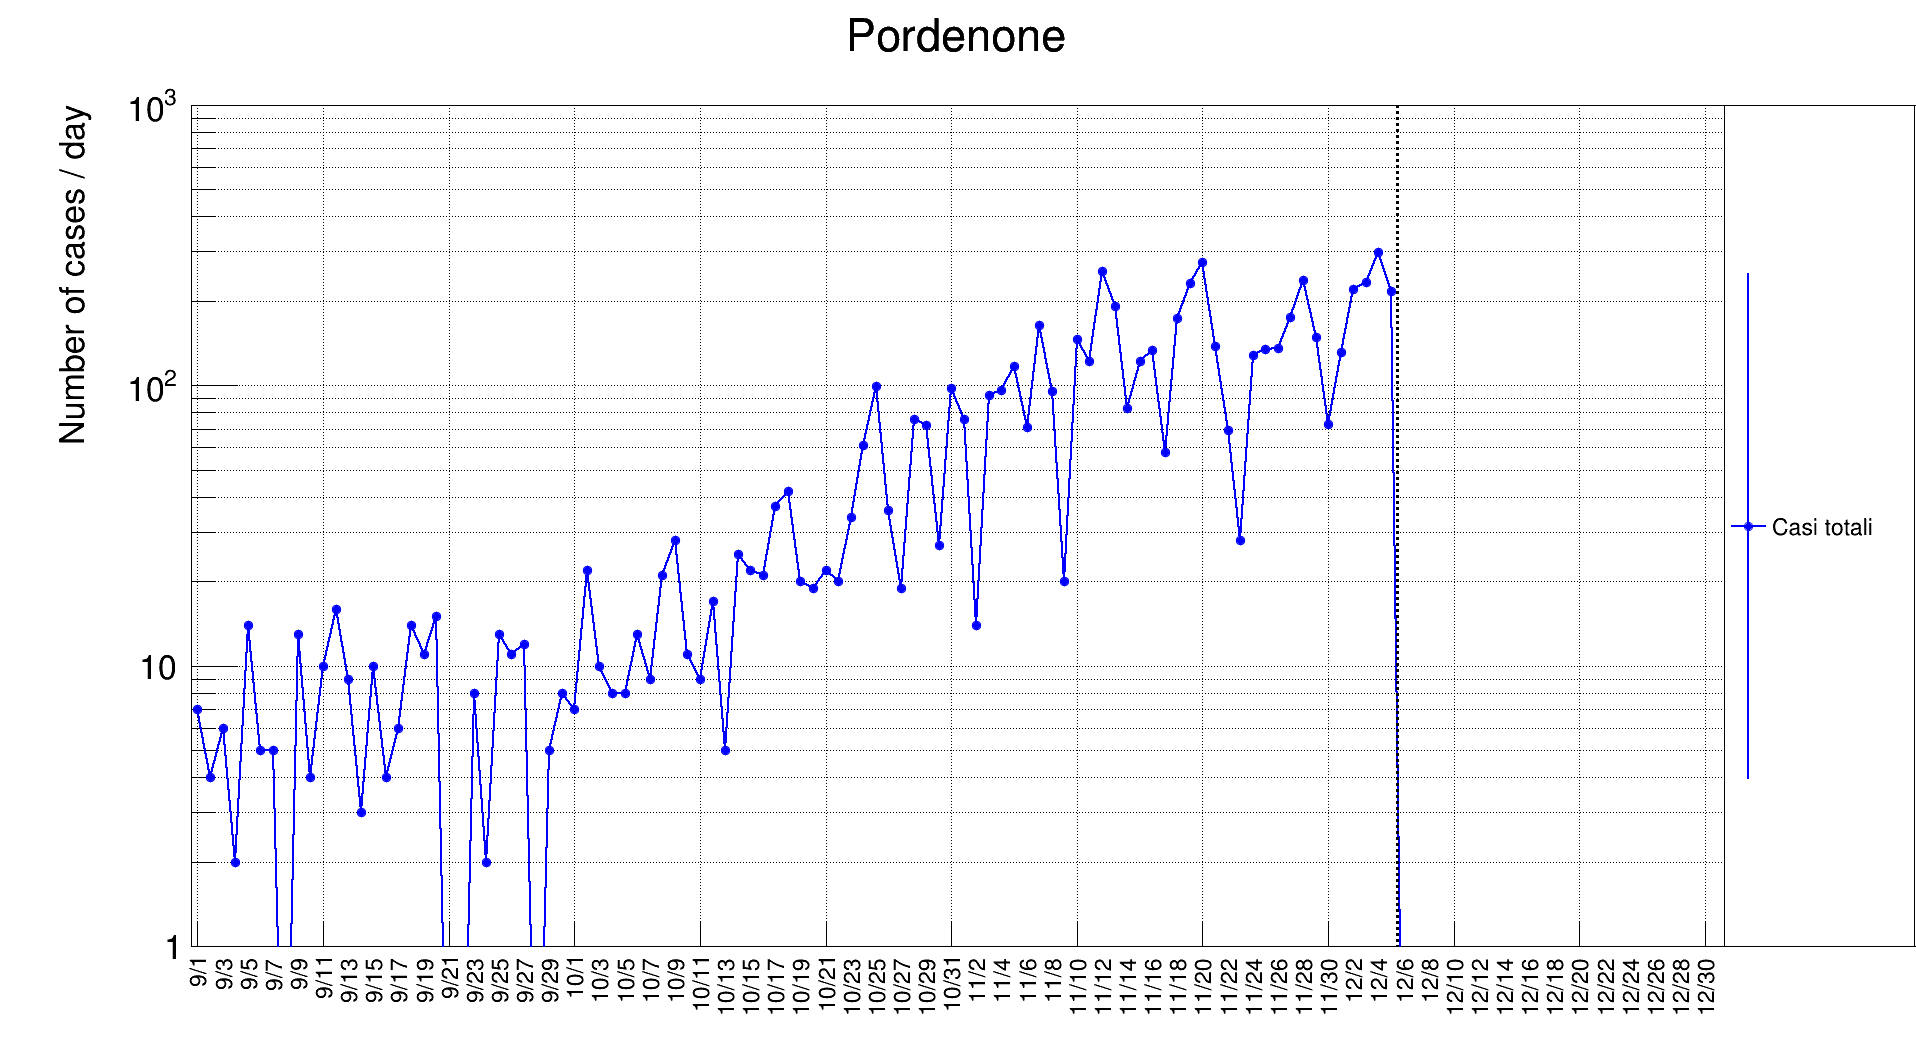 Pordenone
Number of cases / day
10³
10²
10
1
9/1 9/3 9/5 9/7 9/9 9/11 9/13 9/15 9/17 9/19 9/21 9/23 9/25 9/27 9/29 10/1 10/3 10/5 10/7 10/9 10/11 10/13 10/15 10/17 10/19 10/21 10/23 10/25 10/27 10/29 10/31 11/2 11/4 11/6 11/8 11/10 11/12 11/14 11/16 11/18 11/20 11/22 11/24 11/26 11/28 11/30 12/2 12/4 12/6 12/8 12/10 12/12 12/14 12/16 12/18 12/20 12/22 12/24 12/26 12/28 12/30
Casi totali